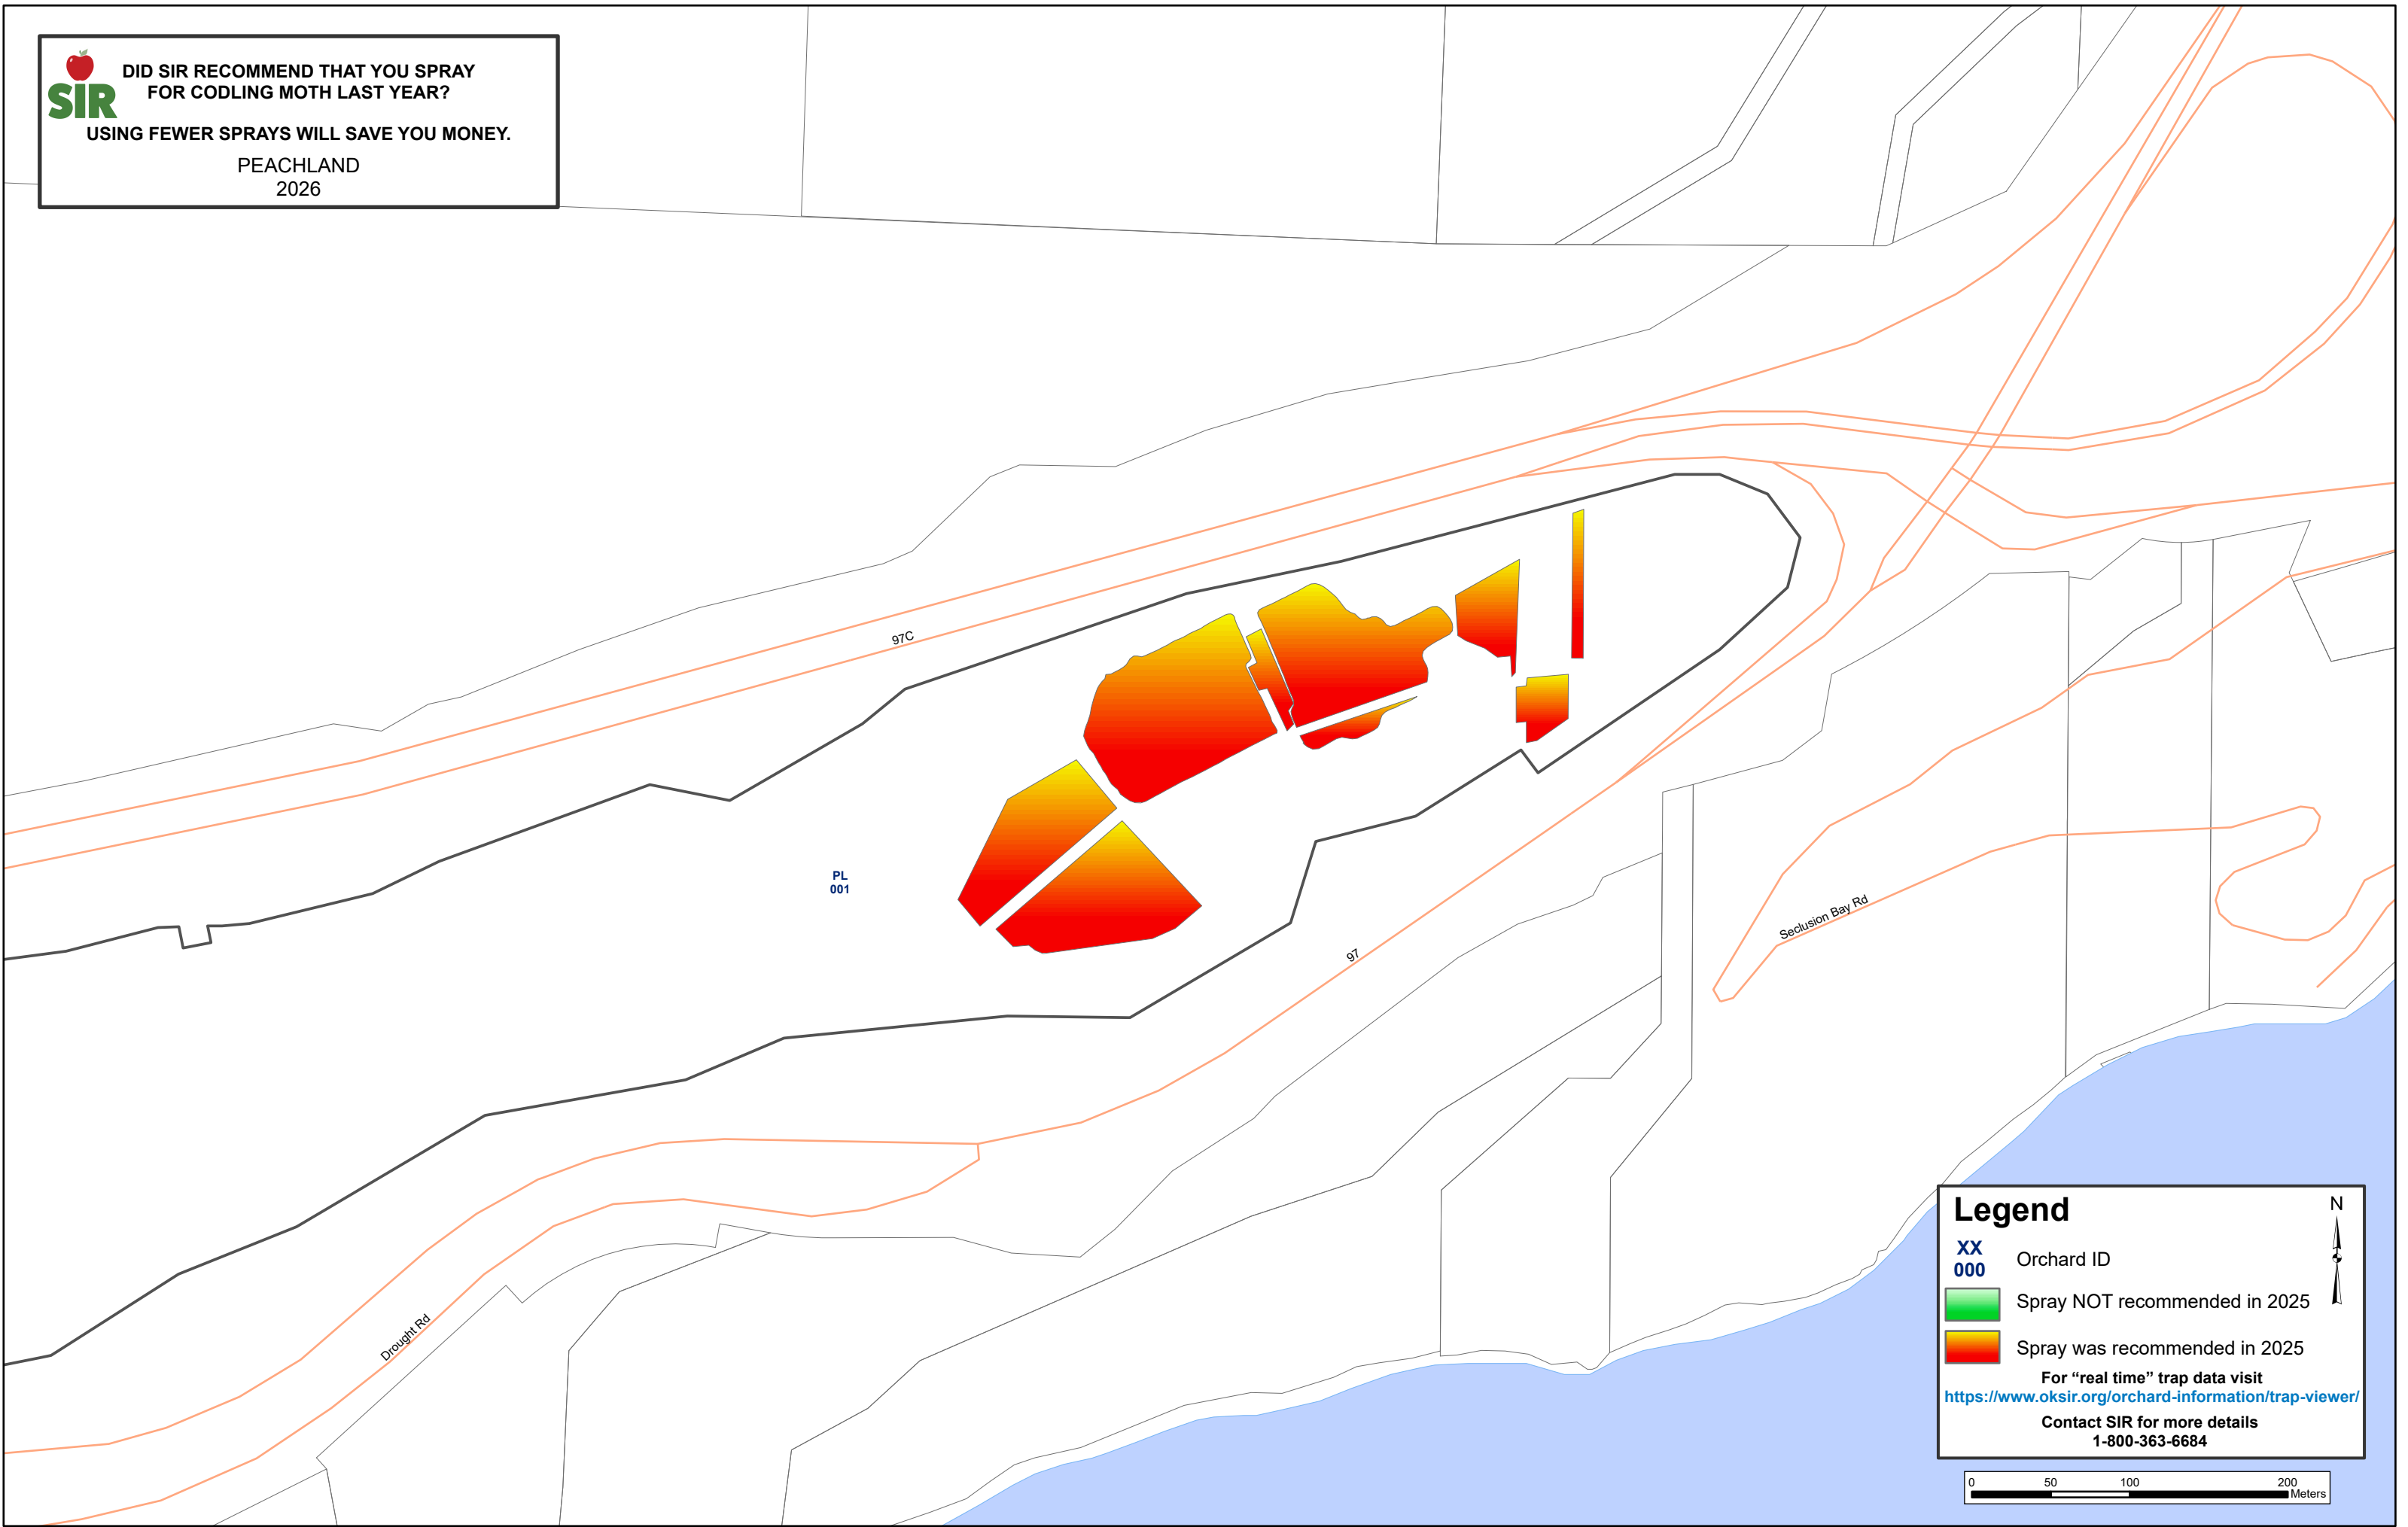 SIR
DID SIR RECOMMEND THAT YOU SPRAY
FOR CODLING MOTH LAST YEAR?
USING FEWER SPRAYS WILL SAVE YOU MONEY.
PEACHLAND
2026
97C
PL
001
97
Seclusion Bay Rd
Drought Rd
Legend
N
XX
000
Orchard ID
Spray NOT recommended in 2025
Spray was recommended in 2025
For “real time” trap data visit
https://www.oksir.org/orchard-information/trap-viewer/
Contact SIR for more details
1-800-363-6684
0 50 100 200
Meters